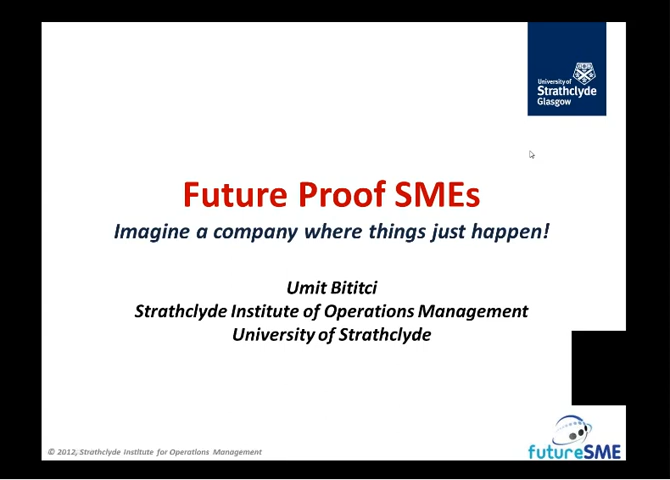 University of
Strathclyde
Glasgow
Future Proof SMEs
Imagine a company where things just happen!
Umit Bititci
Strathclyde Institute of Operations Management
University of Strathclyde
© 2012, Strathclyde Institute for Operations Management
futureSME